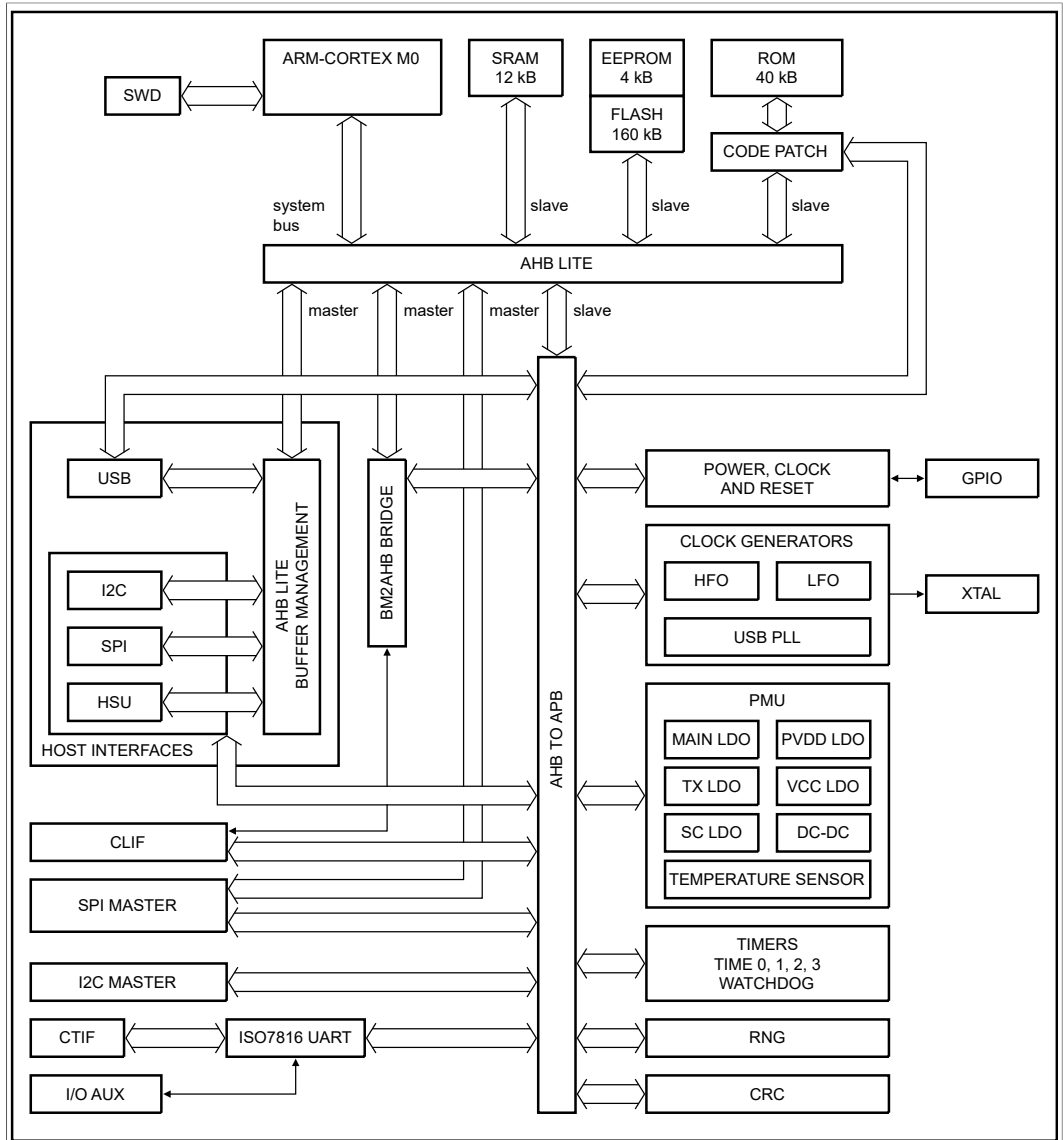 ARM-CORTEX M0
SRAM
12 kB
EEPROM
4 kB
ROM
40 kB
SWD
FLASH
160 kB
CODE PATCH
system
bus
slave
slave
slave
AHB LITE
master
master
master
slave
USB
AHB LITE
BUFFER MANAGEMENT
BM2AHB BRIDGE
POWER, CLOCK
AND RESET
GPIO
CLOCK GENERATORS
HFO
LFO
XTAL
USB PLL
I2C
SPI
HSU
HOST INTERFACES
AHB TO APB
PMU
MAIN LDO
PVDD LDO
TX LDO
VCC LDO
SC LDO
DC-DC
TEMPERATURE SENSOR
CLIF
SPI MASTER
I2C MASTER
TIMERS
TIME 0, 1, 2, 3
WATCHDOG
CTIF
ISO7816 UART
RNG
I/O AUX
CRC